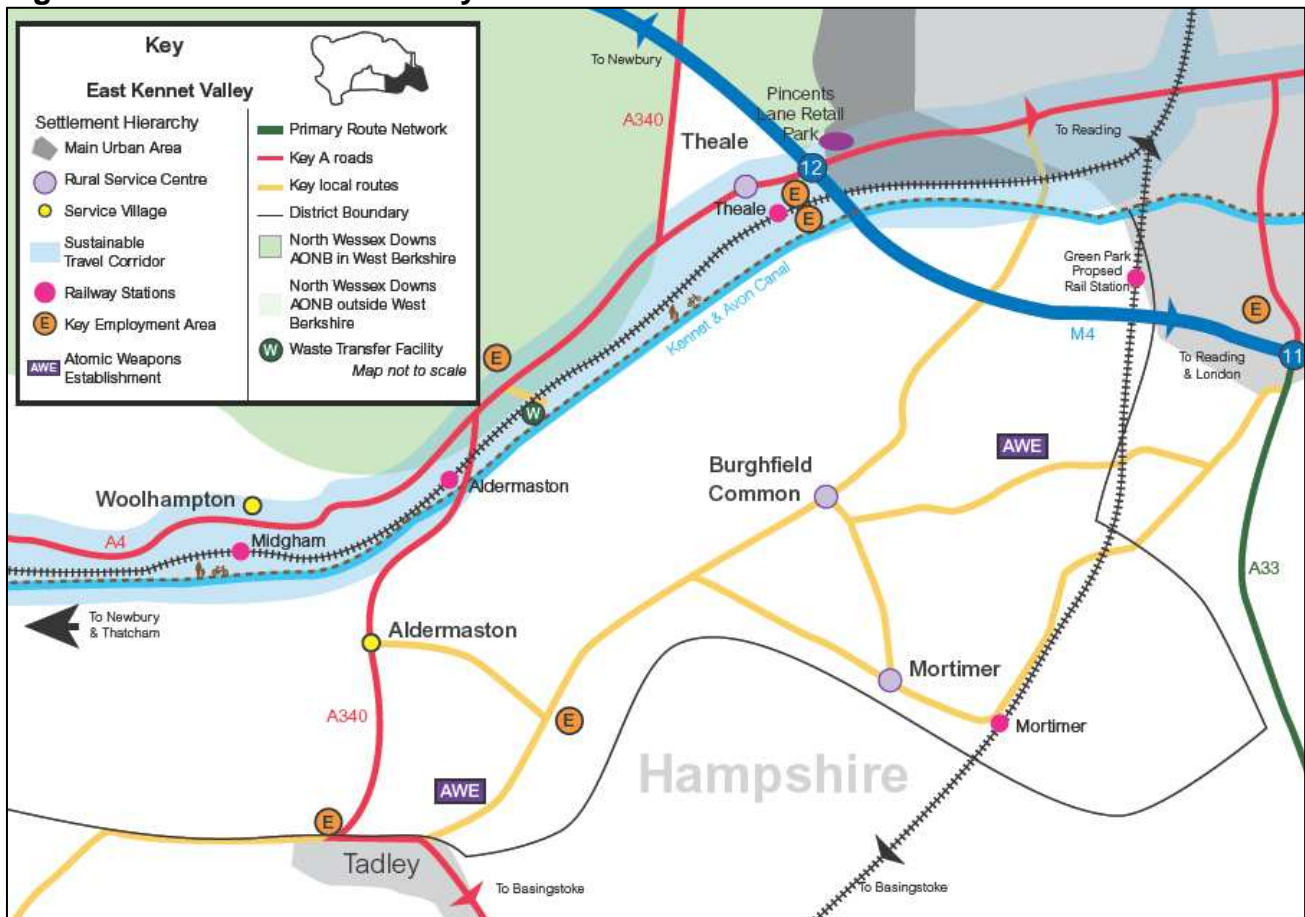 Key
East Kennet Valley
Settlement Hierarchy
Main Urban Area
Rural Service Centre
Service Village
Sustainable
Travel Corridor
Railway Stations
E
Key Employment Area
AWE
Atomic Weapons
Establishment
Primary Route Network
Key A roads
Key local routes
District Boundary
North Wessex Downs
AONB in West Berkshire
North Wessex Downs
AONB outside West
Berkshire
W
Waste Transfer Facility
Map not to scale
To Newbury
A340
Pincents
Lane Retail
Park
Theale
12
To Reading
E
Theale
E
Green Park
Propsed
Rail Station
Kennet & Avon Canal
E
M4
To Reading
& London
11
E
W
Burghfield
Common
AWE
Woolhampton
Aldermaston
A4
Midgham
A33
To Newbury
& Thatcham
Aldermaston
Mortimer
A340
E
Mortimer
Hampshire
AWE
E
Tadley
To Basingstoke
To Basingstoke